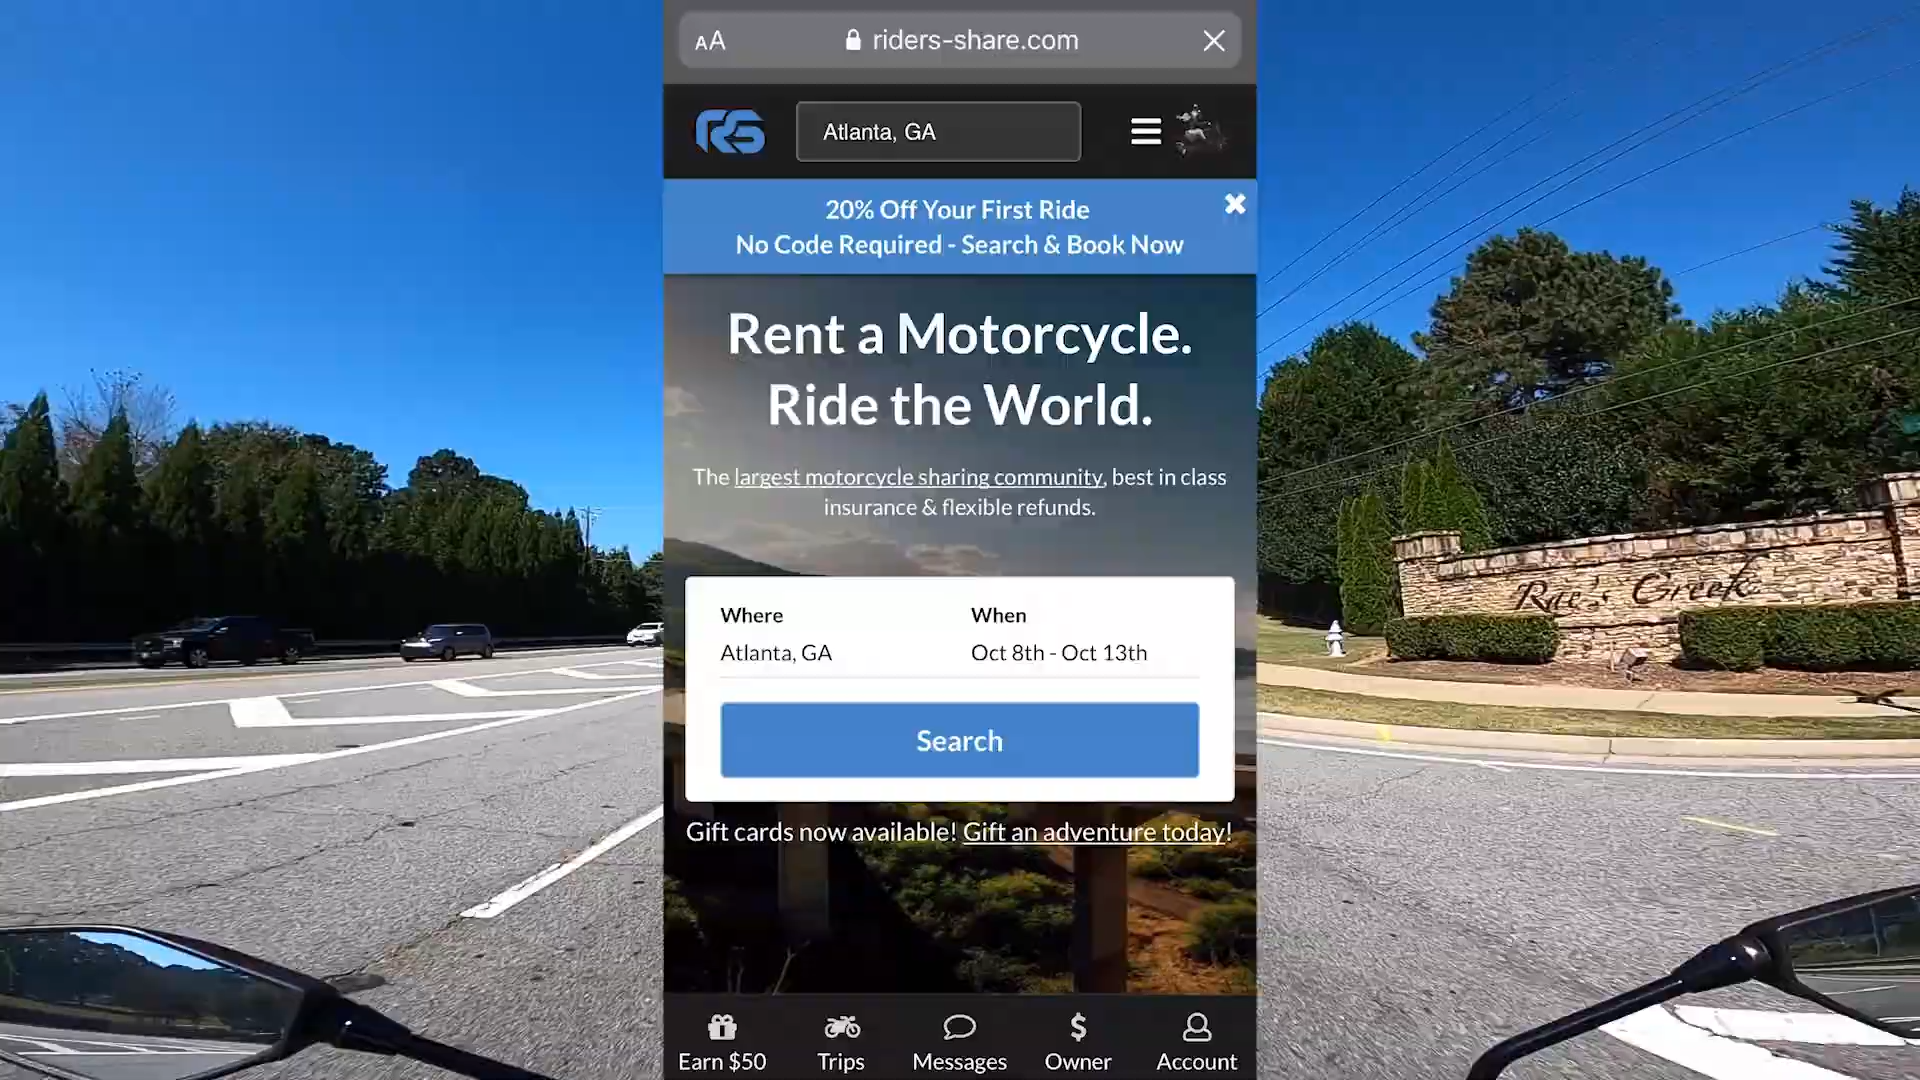 AA
riders-share.com
RS
Atlanta, GA
20% Off Your First Ride
No Code Required - Search & Book Now
Rent a Motorcycle.
Ride the World.
The largest motorcycle sharing community, best in class
insurance & flexible refunds.
Where
When
Atlanta, GA
Oct 8th - Oct 13th
Search
Gift cards now available! Gift an adventure today!
Rae's Creek
Earn $50
Trips
Messages
Owner
Account